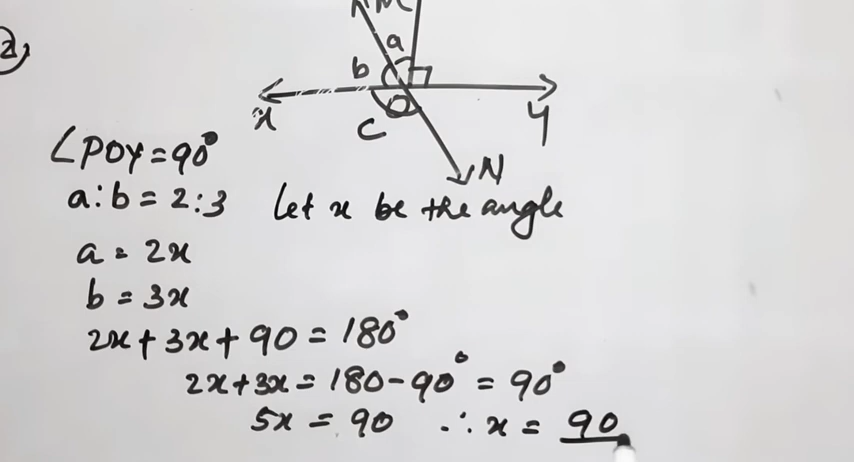 2)
M
a
b
x
O
y
C
N
∠POY = 90°
a:b = 2:3 Let x be the angle
a = 2x
b = 3x
2x + 3x + 90 = 180°
2x + 3x = 180 - 90° = 90°
5x = 90 ∴ x = 90